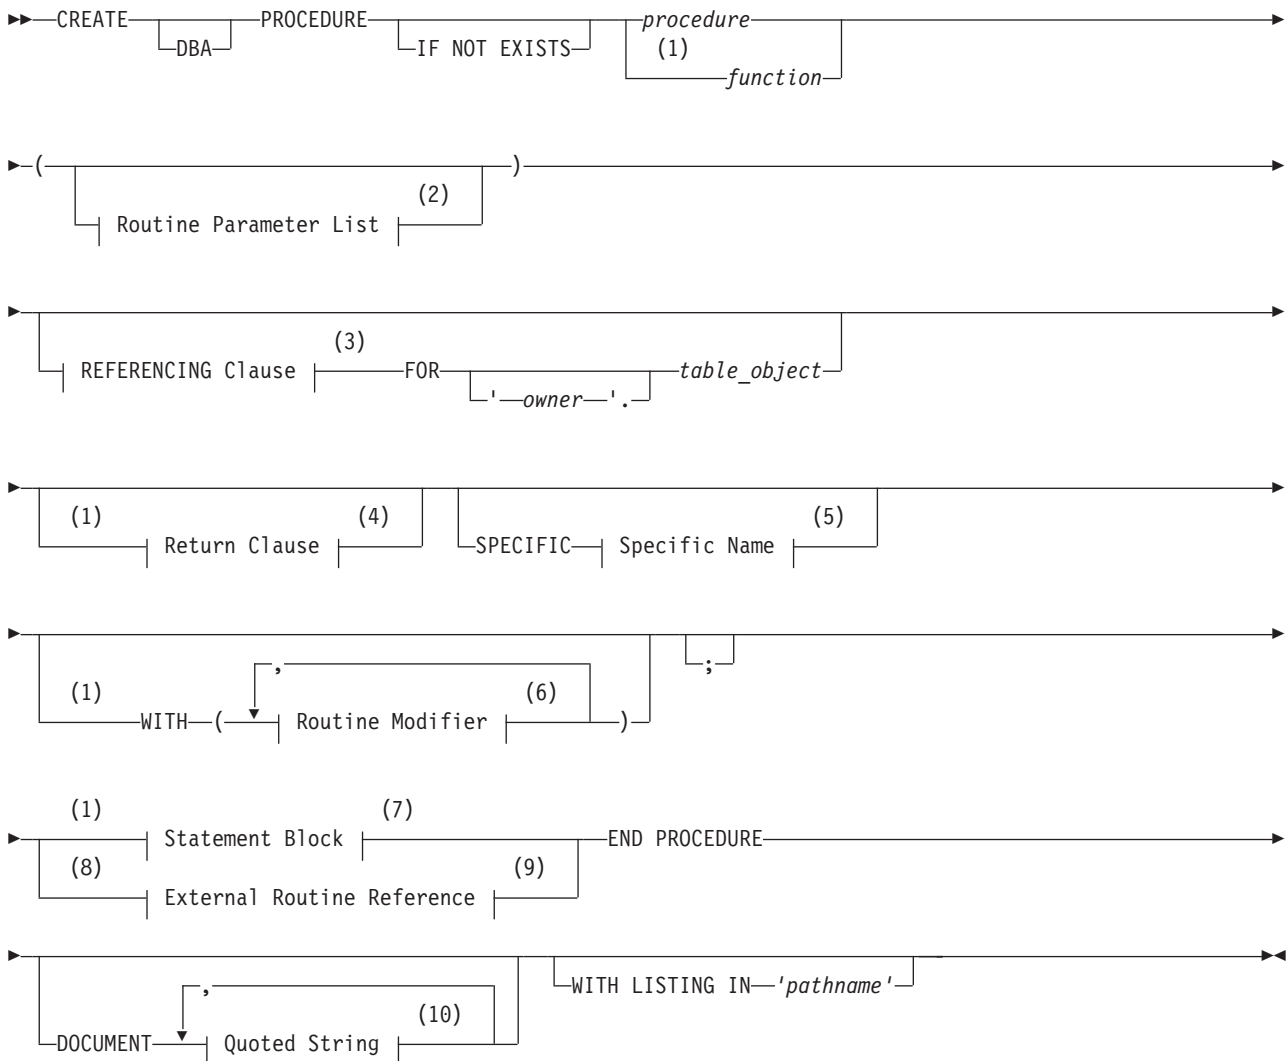 CREATE PROCEDURE procedure
DBA IF NOT EXISTS (1)
function
( )
(2)
Routine Parameter List
(3)
REFERENCING Clause FOR table_object
' owner '.
(1) (4) (5)
Return Clause SPECIFIC Specific Name
, ;
(1) (6)
WITH ( Routine Modifier )
(1) (7)
Statement Block END PROCEDURE
(8) (9)
External Routine Reference
WITH LISTING IN 'pathname'
,
(10)
DOCUMENT Quoted String